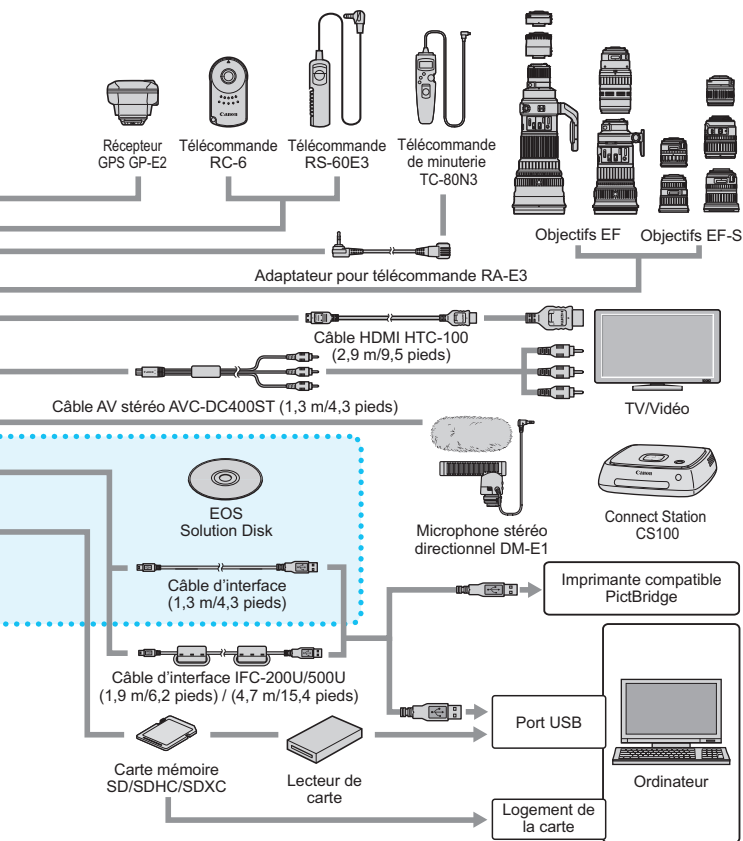 Canon
Récepteur
GPS GP-E2
Télécommande
RC-6
Télécommande
RS-60E3
Télécommande
de minuterie
TC-80N3
Objectifs EF
Objectifs EF-S
Adaptateur pour télécommande RA-E3
Câble HDMI HTC-100
(2,9 m/9,5 pieds)
Câble AV stéréo AVC-DC400ST (1,3 m/4,3 pieds)
TV/Vidéo
EOS
Solution Disk
Microphone stéréo
directionnel DM-E1
Canon
Connect Station
CS100
Câble d’interface
(1,3 m/4,3 pieds)
Imprimante compatible
PictBridge
Câble d’interface IFC-200U/500U
(1,9 m/6,2 pieds) / (4,7 m/15,4 pieds)
Port USB
Ordinateur
Carte mémoire
SD/SDHC/SDXC
Lecteur de
carte
Logement de
la carte